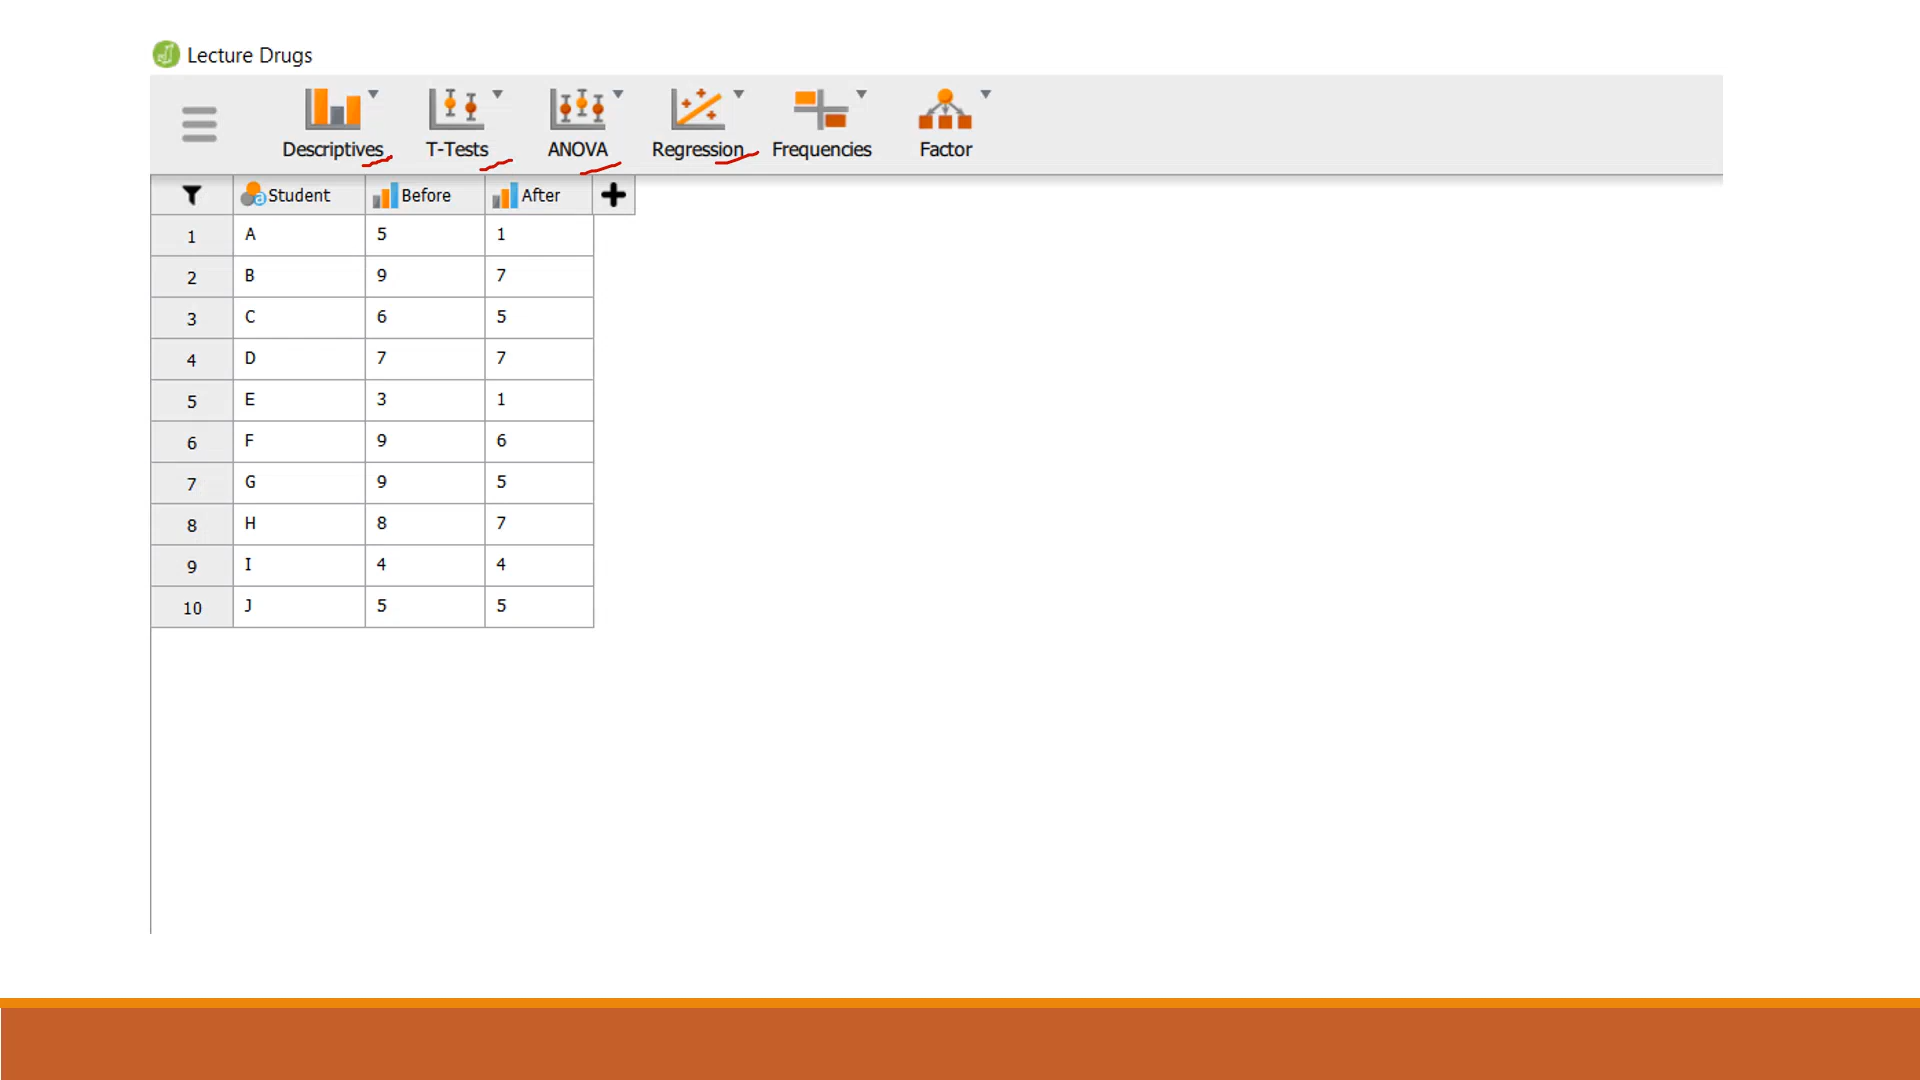 Lecture Drugs
Descriptives T-Tests ANOVA Regression Frequencies Factor
Student Before After
1 A 5 1
2 B 9 7
3 C 6 5
4 D 7 7
5 E 3 1
6 F 9 6
7 G 9 5
8 H 8 7
9 I 4 4
10 J 5 5